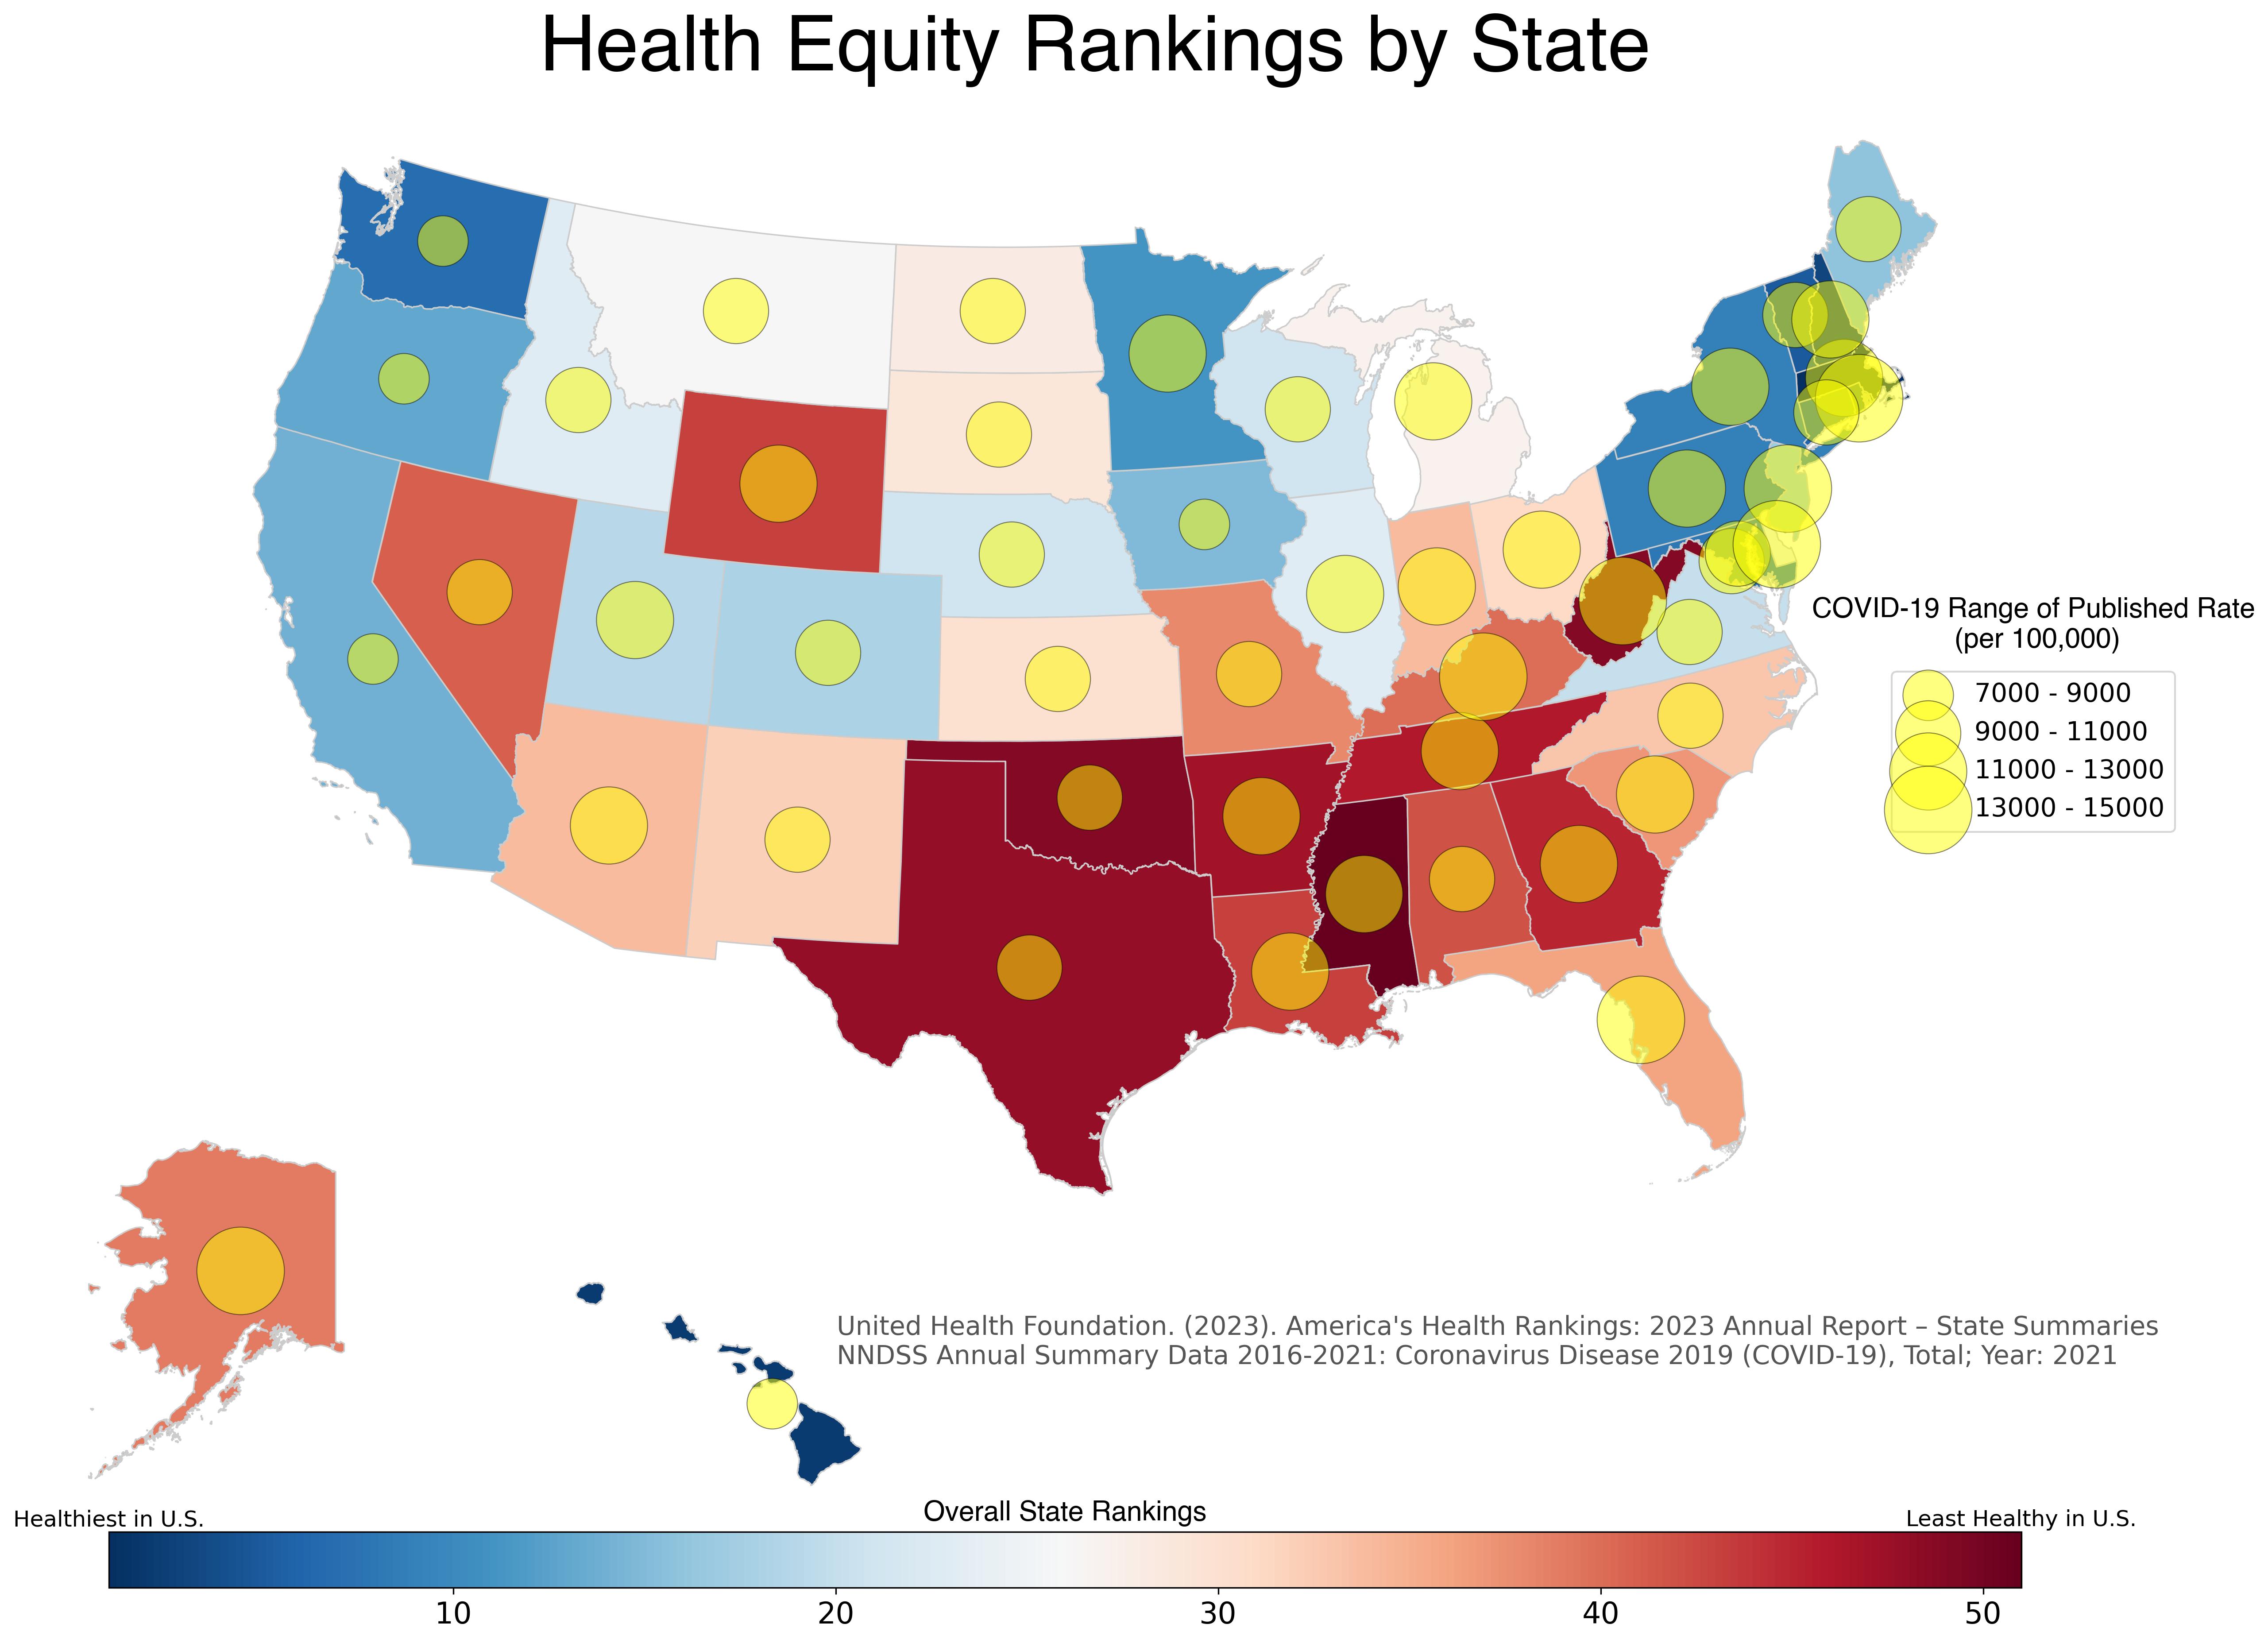 Health Equity Rankings by State
COVID-19 Range of Published Rate
(per 100,000)
7000 - 9000
9000 - 11000
11000 - 13000
13000 - 15000
United Health Foundation. (2023). America's Health Rankings: 2023 Annual Report – State Summaries
NNDSS Annual Summary Data 2016-2021: Coronavirus Disease 2019 (COVID-19), Total; Year: 2021
Healthiest in U.S.
Overall State Rankings
Least Healthy in U.S.
10
20
30
40
50